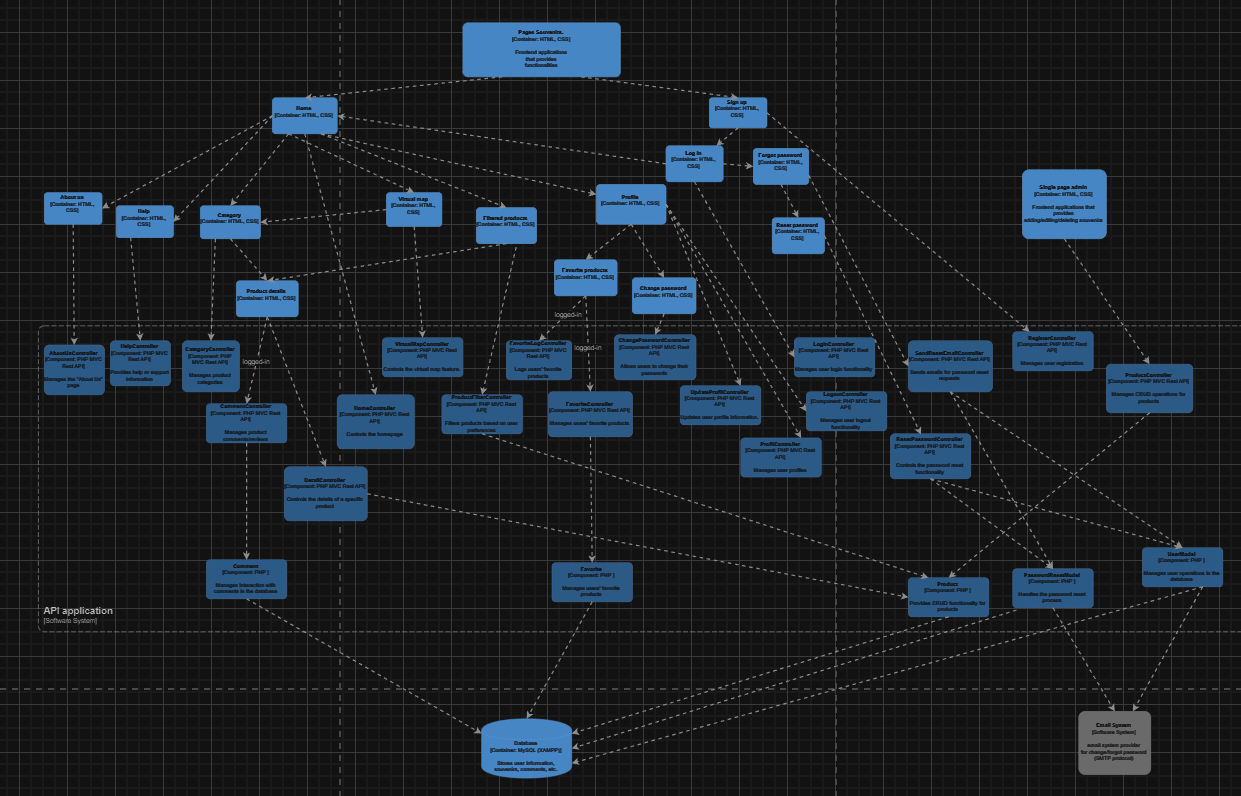 Pages Souvenirs.
[Container: HTML, CSS]
Frontend applications
that provides
functionalities
Home
[Container: HTML, CSS]
Sign up
[Container: HTML,
CSS]
Log in
[Container: HTML,
CSS]
Forgot password
[Container: HTML,
CSS]
Single page admin
[Container: HTML, CSS]
Frontend applications that
provides
adding/editing/deleting souvenirs
About us
[Container: HTML,
CSS]
Help
[Container: HTML,
CSS]
Category
[Container: HTML, CSS]
Virtual map
[Container: HTML,
CSS]
Filtered products
[Container: HTML,
CSS]
Profile
[Container: HTML, CSS]
Reset password
[Container: HTML,
CSS]
Favorite products
[Container: HTML, CSS]
Change password
[Container: HTML, CSS]
Product details
[Container: HTML, CSS]
logged-in
logged-in
logged-in
AboutUsController
[Component: PHP MVC
Rest API]
Manages the "About Us"
page
HelpController
[Component: PHP MVC
Rest API]
Provides help or support
information
CategoryController
[Component: PHP MVC
Rest API]
Manages product
categories
VirtualMapController
[Component: PHP MVC Rest
API]
Controls the virtual map feature.
FavoriteLogController
[Component: PHP MVC
Rest API]
Logs users' favorite
products
ChangePasswordController
[Component: PHP MVC Rest
API]
Allows users to change their
passwords
LoginController
[Component: PHP MVC Rest
API]
Manages user login functionality
SendResetEmailController
[Component: PHP MVC Rest API]
Sends emails for password reset
requests
RegisterController
[Component: PHP MVC Rest
API]
Manages user registration
ProductController
[Component: PHP MVC Rest API]
Manages CRUD operations for
products
CommentController
[Component: PHP MVC Rest
API]
Manages product
comments/reviews
HomeController
[Component: PHP MVC Rest
API]
Controls the homepage
ProductFilterController
[Component: PHP MVC Rest
API]
Filters products based on user
preferences
FavoriteController
[Component: PHP MVC Rest API]
Manages users' favorite products
UpdateProfilController
[Component: PHP MVC Rest
API]
Updates user profile information.
LogoutController
[Component: PHP MVC Rest
API]
Manages user logout
functionality
ProfilController
[Component: PHP MVC Rest
API]
Manages user profiles
ResetPasswordController
[Component: PHP MVC Rest
API]
Controls the password reset
functionality
DetailController
[Component: PHP MVC Rest API]
Controls the details of a specific
product
Comment
[Component: PHP ]
Manages interaction with
comments in the database
Favorite
[Component: PHP ]
Manages users' favorite
products
Product
[Component: PHP ]
Provides CRUD functionality for
products
PasswordResetModel
[Component: PHP ]
Handles the password reset
process
UserModel
[Component: PHP ]
Manages user operations in the
database
API application
[Software System]
Database
[Container: MySQL (XAMPP)]
Stores user information,
souvenirs, comments, etc.
Email System
[Software System]
email system provider
for change/forgot password
(SMTP protocol)